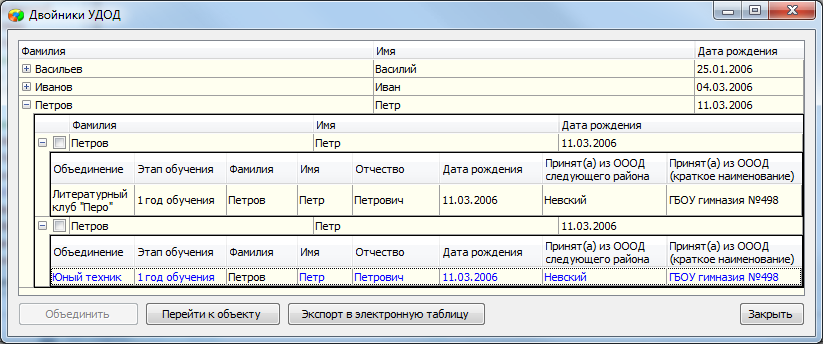 Двойники УДОД
Фамилия Имя Дата рождения
Васильев Василий 25.01.2006
Иванов Иван 04.03.2006
Петров Петр 11.03.2006
Фамилия Имя Дата рождения
Петров Петр 11.03.2006
Объединение Этап обучения Фамилия Имя Отчество Дата рождения Принят(а) из ОООД следующего района Принят(а) из ОООД (краткое наименование)
Литературный клуб "Перо" 1 год обучения Петров Петр Петрович 11.03.2006 Невский ГБОУ гимназия №498
Петров Петр 11.03.2006
Объединение Этап обучения Фамилия Имя Отчество Дата рождения Принят(а) из ОООД следующего района Принят(а) из ОООД (краткое наименование)
Юный техник 1 год обучения Петров Петр Петрович 11.03.2006 Невский ГБОУ гимназия №498
Объединить Перейти к объекту Экспорт в электронную таблицу Закрыть